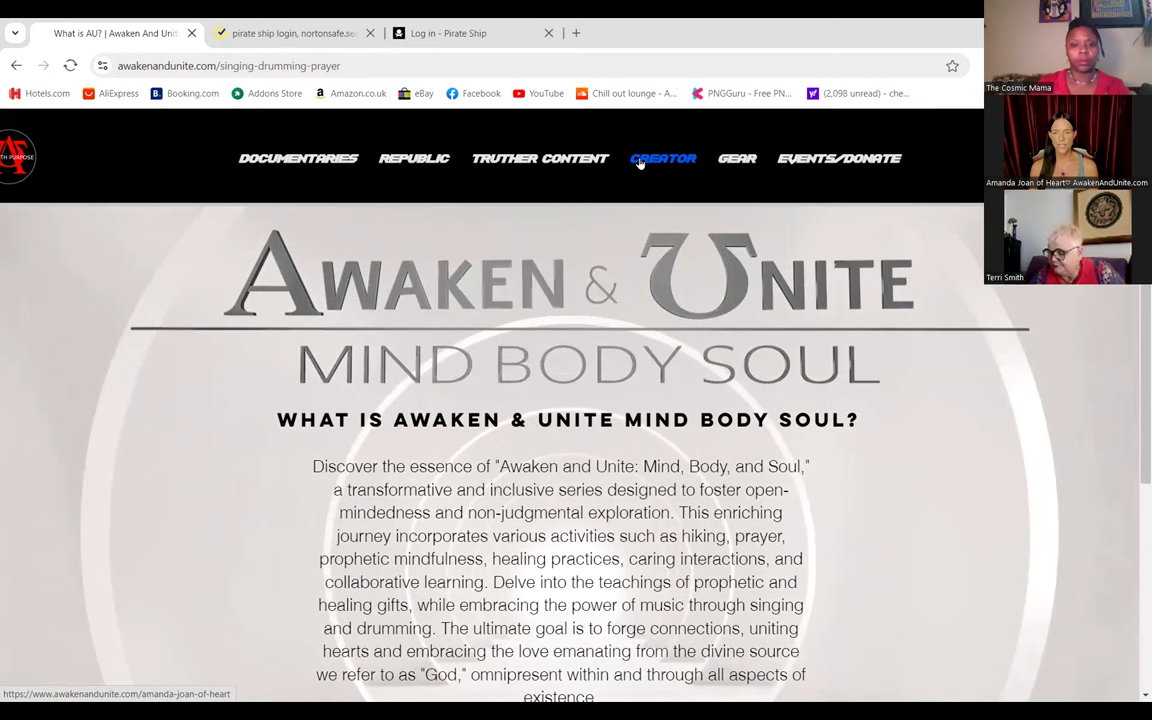 What is AU? | Awaken And Unit
pirate ship login, nortonsafe.se
Log in - Pirate Ship
awakenandunite.com/singing-drumming-prayer
Hotels.com
AliExpress
Booking.com
Addons Store
Amazon.co.uk
eBay
Facebook
YouTube
Chill out lounge - A...
PNGGuru - Free PN...
(2,098 unread) - che...
The Cosmic Mama
Amanda Joan of Heart♡ AwakenAndUnite.com
Terri Smith
TH PURPOSE
DOCUMENTARIES
REPUBLIC
TRUTHER CONTENT
CREATOR
GEAR
EVENTS/DONATE
AWAKEN & UNITE
MIND BODY SOUL
WHAT IS AWAKEN & UNITE MIND BODY SOUL?
Discover the essence of "Awaken and Unite: Mind, Body, and Soul,"
a transformative and inclusive series designed to foster open-
mindedness and non-judgmental exploration. This enriching
journey incorporates various activities such as hiking, prayer,
prophetic mindfulness, healing practices, caring interactions, and
collaborative learning. Delve into the teachings of prophetic and
healing gifts, while embracing the power of music through singing
and drumming. The ultimate goal is to forge connections, uniting
hearts and embracing the love emanating from the divine source
we refer to as "God," omnipresent within and through all aspects of
existence.
https://www.awakenandunite.com/amanda-joan-of-heart